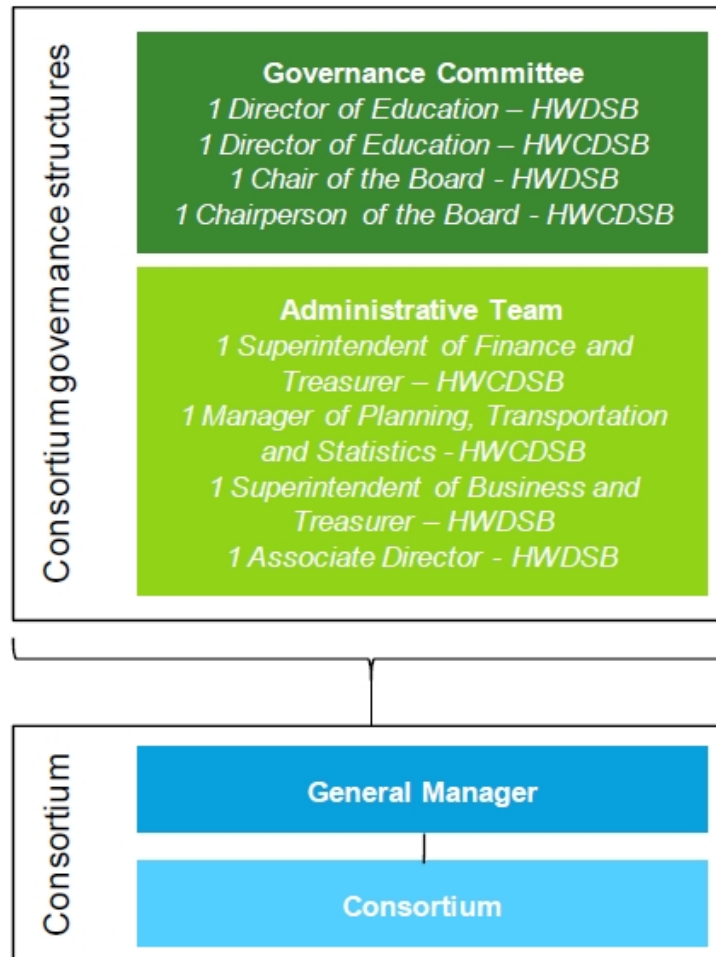 Consortium governance structures
Governance Committee
1 Director of Education – HWDSB
1 Director of Education – HWCDSB
1 Chair of the Board - HWDSB
1 Chairperson of the Board - HWCDSB
Administrative Team
1 Superintendent of Finance and
Treasurer – HWCDSB
1 Manager of Planning, Transportation
and Statistics - HWCDSB
1 Superintendent of Business and
Treasurer – HWDSB
1 Associate Director - HWDSB
Consortium
General Manager
Consortium